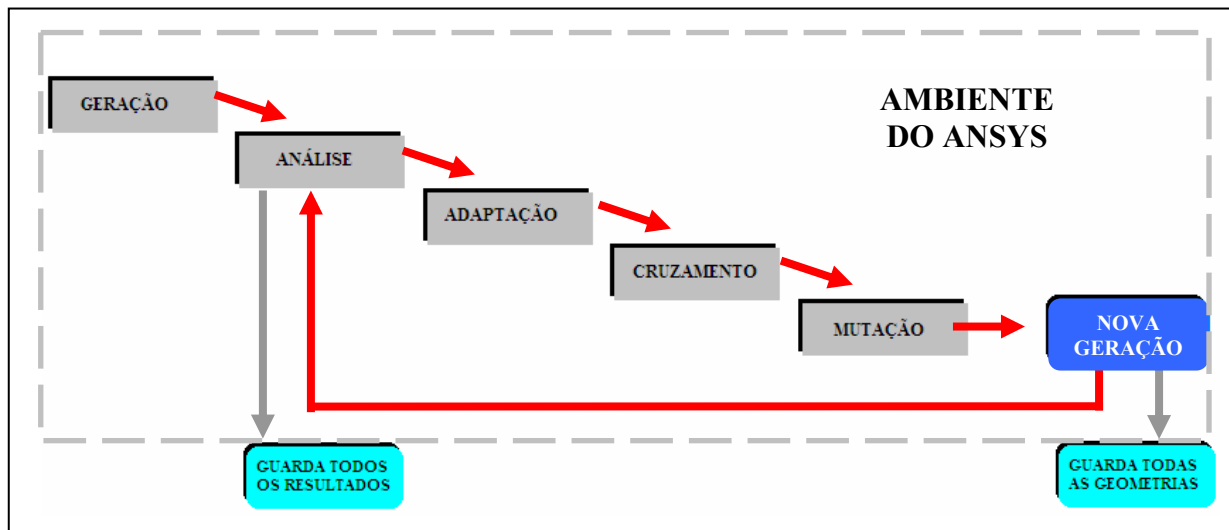 GERAÇÃO
AMBIENTE
DO ANSYS
ANÁLISE
ADAPTAÇÃO
CRUZAMENTO
MUTAÇÃO
NOVA
GERAÇÃO
GUARDA TODOS
OS RESULTADOS
GUARDA TODAS
AS GEOMETRIAS